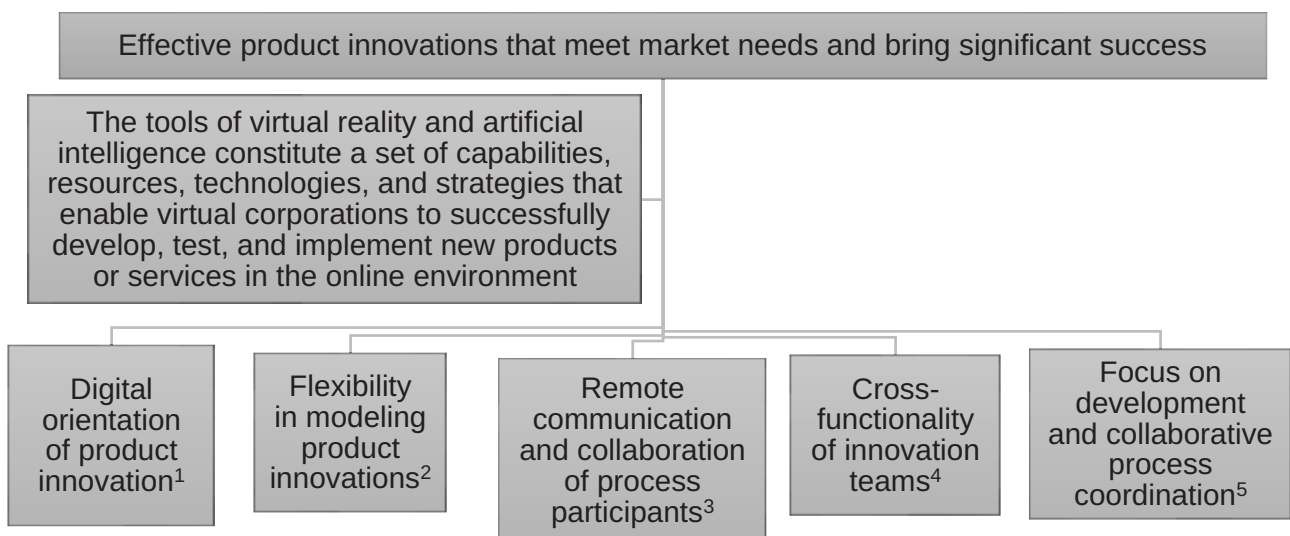 Effective product innovations that meet market needs and bring significant success
The tools of virtual reality and artificial
intelligence constitute a set of capabilities,
resources, technologies, and strategies that
enable virtual corporations to successfully
develop, test, and implement new products
or services in the online environment
Digital
orientation
of product
innovation¹
Flexibility
in modeling
product
innovations²
Remote
communication
and collaboration
of process
participants³
Cross-
functionality
of innovation
teams⁴
Focus on
development
and collaborative
process
coordination⁵